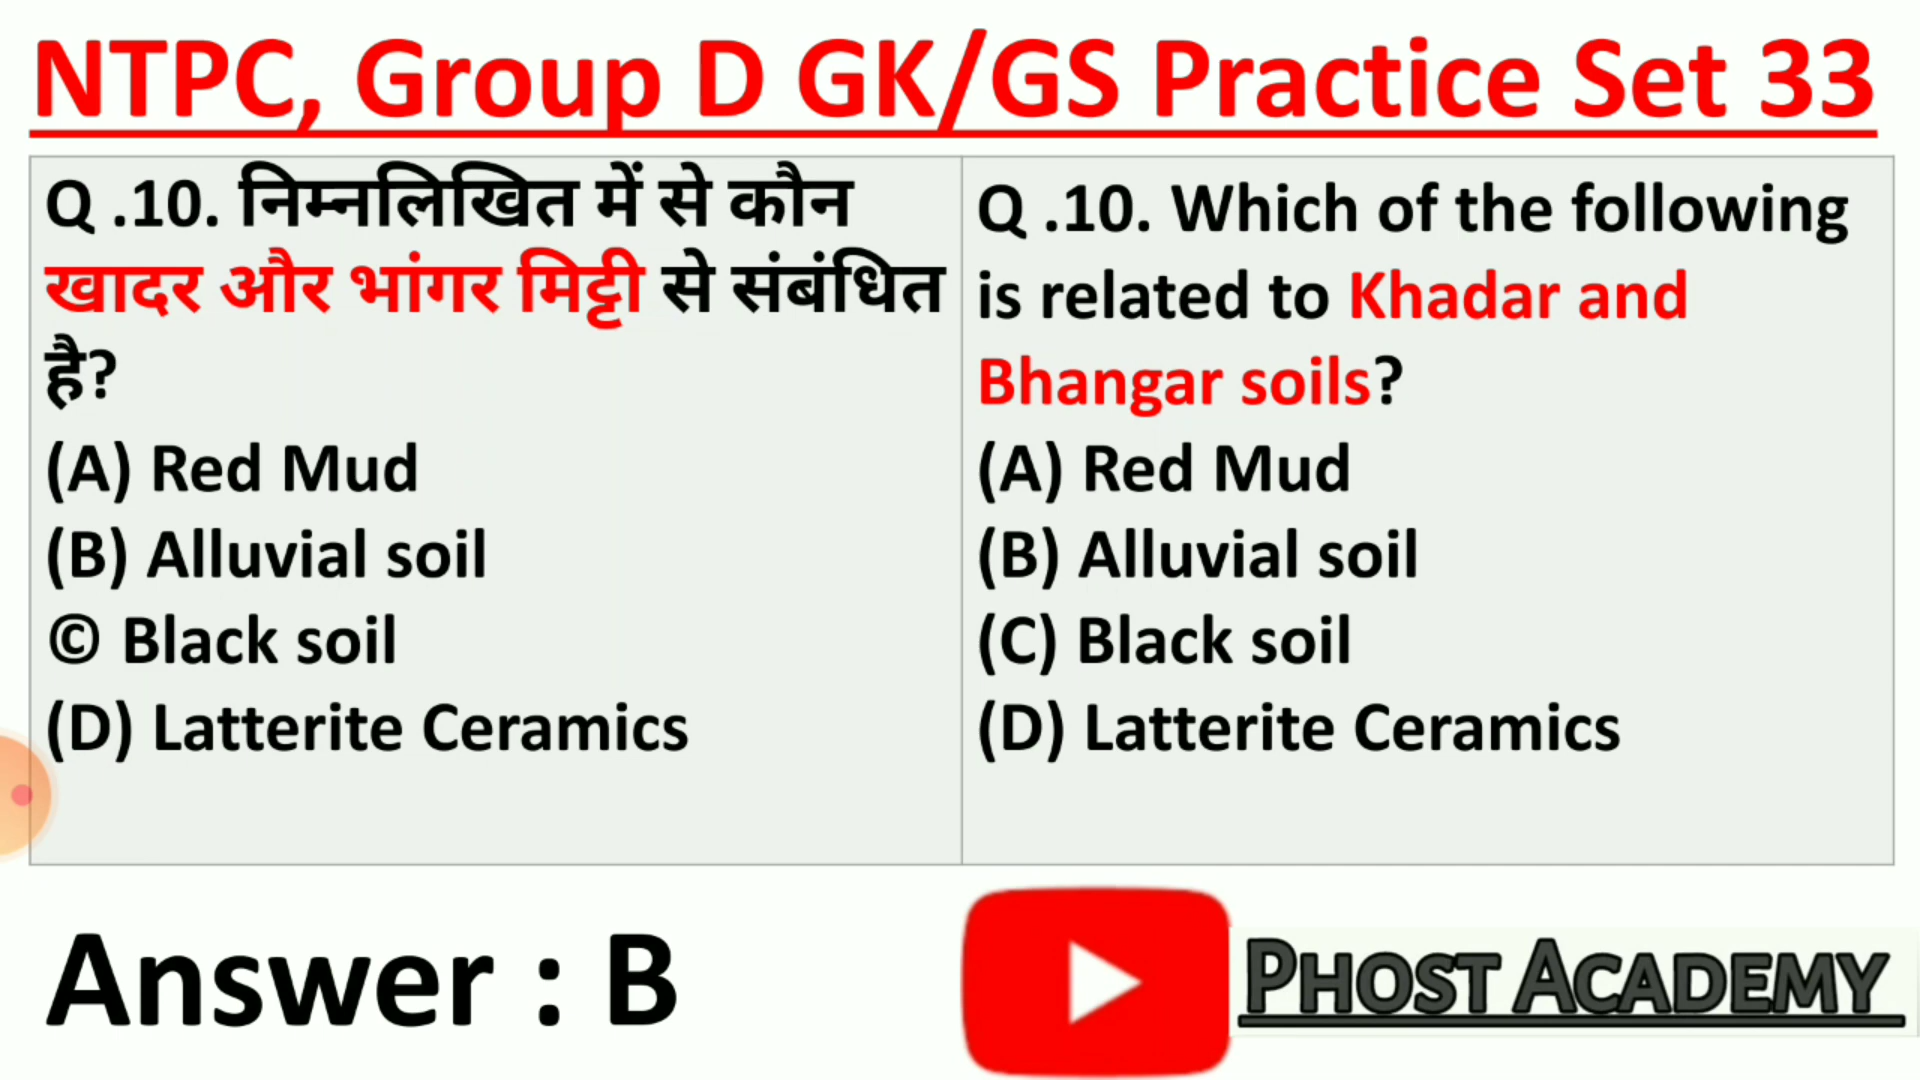 NTPC, Group D GK/GS Practice Set 33
Q .10. निम्नलिखित में से कौन
खादर और भांगर मिट्टी से संबंधित
है?
(A) Red Mud
(B) Alluvial soil
© Black soil
(D) Latterite Ceramics
Q .10. Which of the following
is related to Khadar and
Bhangar soils?
(A) Red Mud
(B) Alluvial soil
(C) Black soil
(D) Latterite Ceramics
Answer : B
PHOST ACADEMY